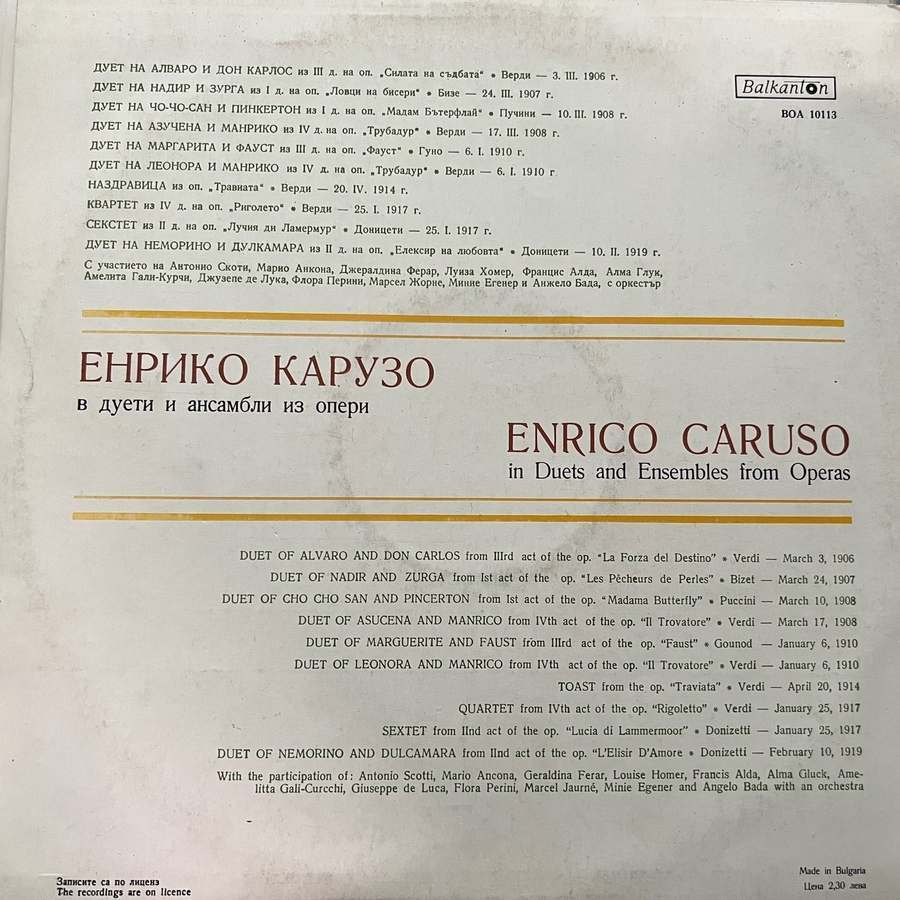 ДУЕТ НА АЛВАРО И ДОН КАРЛОС из III д. на оп. „Силата на съдбата“ • Верди — 3. III. 1906 г.
ДУЕТ НА НАДИР И ЗУРГА из I д. на оп. „Ловци на бисери“ • Бизе — 24. III. 1907 г.
ДУЕТ НА ЧО-ЧО-САН И ПИНКЕРТОН из I д. на оп. „Мадам Бътерфлай“ • Пучини — 10. III. 1908 г.
ДУЕТ НА АЗУЧЕНА И МАНРИКО из IV д. на оп. „Трубадур“ • Верди — 17. III. 1908 г.
ДУЕТ НА МАРГАРИТА И ФАУСТ из III д. на оп. „Фауст“ • Гуно — 6. I. 1910 г.
ДУЕТ НА ЛЕОНОРА И МАНРИКО из IV д. на оп. „Трубадур“ • Верди — 6. I. 1910 г
НАЗДРАВИЦА из оп. „Травиата“ • Верди — 20. IV. 1914 г.
КВАРТЕТ из IV д. на оп. „Риголето“ • Верди — 25. I. 1917 г.
СЕКСТЕТ из II д. на оп. „Лучия ди Ламермур“ • Доницети — 25. I. 1917 г.
ДУЕТ НА НЕМОРИНО И ДУЛКАМАРА из II д. на оп. „Елексир на любовта“ • Доницети — 10. II. 1919 г.
С участието на Антонио Скоти, Марио Анкона, Джералдина Ферар, Луиза Хомер, Францис Алда, Алма Глук,
Амелита Гали-Курчи, Джузепе де Лука, Флора Перини, Марсел Жорне, Миние Егенер и Анжело Бада, с оркестър
Balkanton
ВОА 10113
ЕНРИКО КАРУЗО
в дуети и ансамбли из опери
ENRICO CARUSO
in Duets and Ensembles from Operas
DUET OF ALVARO AND DON CARLOS from IIIrd act of the op. “La Forza del Destino” • Verdi — March 3, 1906
DUET OF NADIR AND ZURGA from Ist act of the op. “Les Pêcheurs de Perles” • Bizet — March 24, 1907
DUET OF CHO CHO SAN AND PINCERTON from Ist act of the op. “Madama Butterfly” • Puccini — March 10, 1908
DUET OF ASUCENA AND MANRICO from IVth act of the op. “Il Trovatore” • Verdi — March 17, 1908
DUET OF MARGUERITE AND FAUST from IIIrd act of the op. “Faust” • Gounod — January 6, 1910
DUET OF LEONORA AND MANRICO from IVth act of the op. “Il Trovatore” • Verdi — January 6, 1910
TOAST from the op. “Traviata” • Verdi — April 20, 1914
QUARTET from IVth act of the op. “Rigoletto” • Verdi — January 25, 1917
SEXTET from IInd act of the op. “Lucia di Lammermoor” • Donizetti — January 25, 1917
DUET OF NEMORINO AND DULCAMARA from IInd act of the op. “L'Elisir D'Amore • Donizetti — February 10, 1919
With the participation of: Antonio Scotti, Mario Ancona, Geraldina Ferar, Louise Homer, Francis Alda, Alma Gluck, Ame-
litta Gali-Curcchi, Giuseppe de Luca, Flora Perini, Marcel Jaurné, Minie Egener and Angelo Bada with an orchestra
Записите са по лиценз
The recordings are on licence
Made in Bulgaria
Цена 2,30 лева